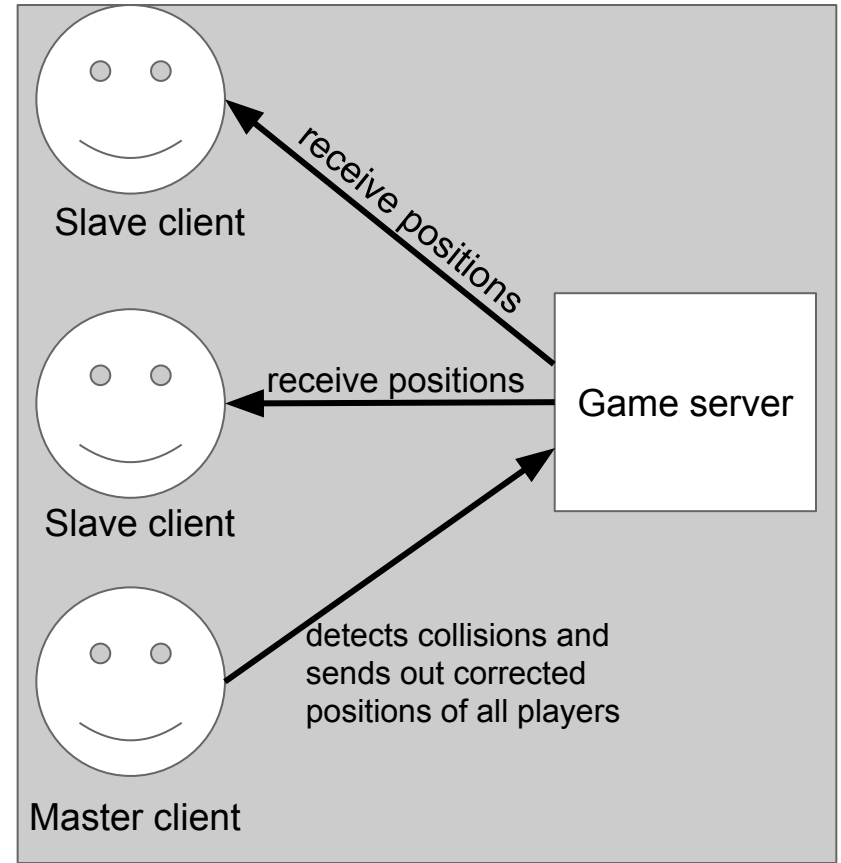 receive positions
Slave client
receive positions
Game server
Slave client
detects collisions and
sends out corrected
positions of all players
Master client